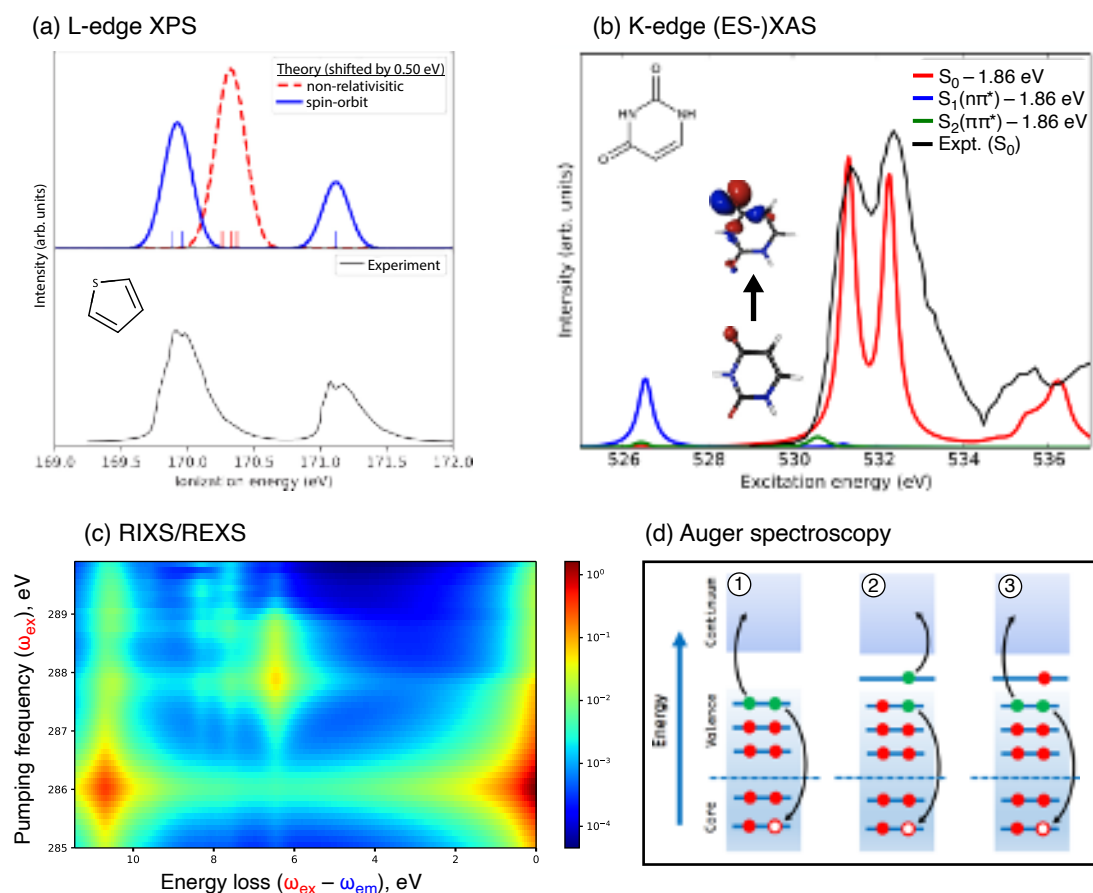 (a) L-edge XPS
Theory (shifted by 0.50 eV)
non-relativisitic
spin-orbit
Intensity (arb. units)
Experiment
S
169.0 169.5 170.0 170.5 171.0 171.5 172.0
Ionization energy (eV)
(b) K-edge (ES-)XAS
S0 – 1.86 eV
S1(nπ*) – 1.86 eV
S2(ππ*) – 1.86 eV
Expt. (S0)
O
HN NH
O
Intensity (arb. units)
526 528 530 532 534 536
Excitation energy (eV)
(c) RIXS/REXS
Pumping frequency (ωex), eV
289
288
287
286
285
10 8 6 4 2 0
Energy loss (ωex – ωem), eV
10^0
10^-1
10^-2
10^-3
10^-4
(d) Auger spectroscopy
1 2 3
Continuum
Energy
Valence
Core